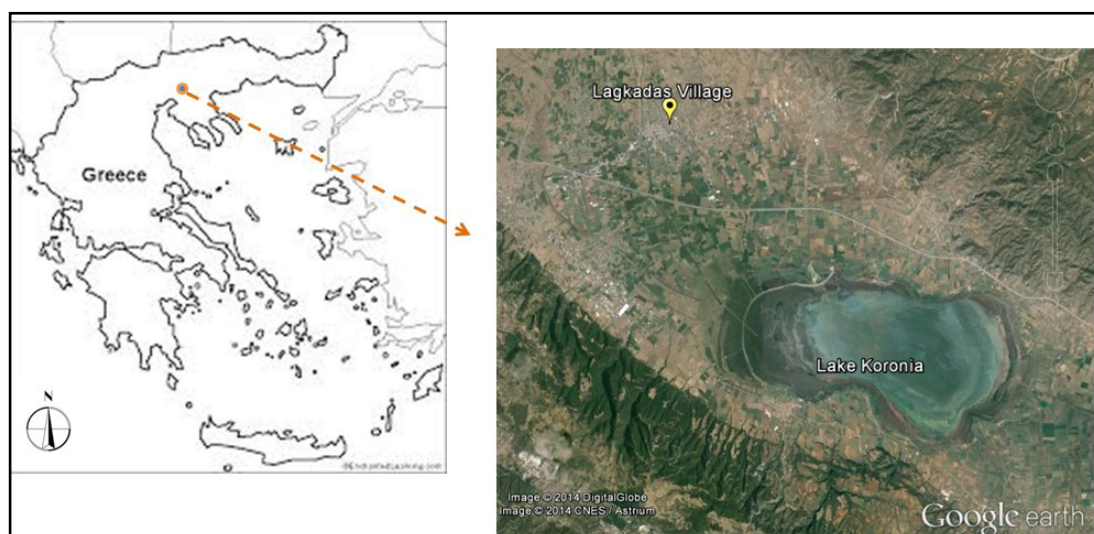 Greece
N
©EnchantedLearning.com
Lagkadas Village
Lake Koronia
Image © 2014 DigitalGlobe
Image © 2014 CNES / Astrium
Google earth